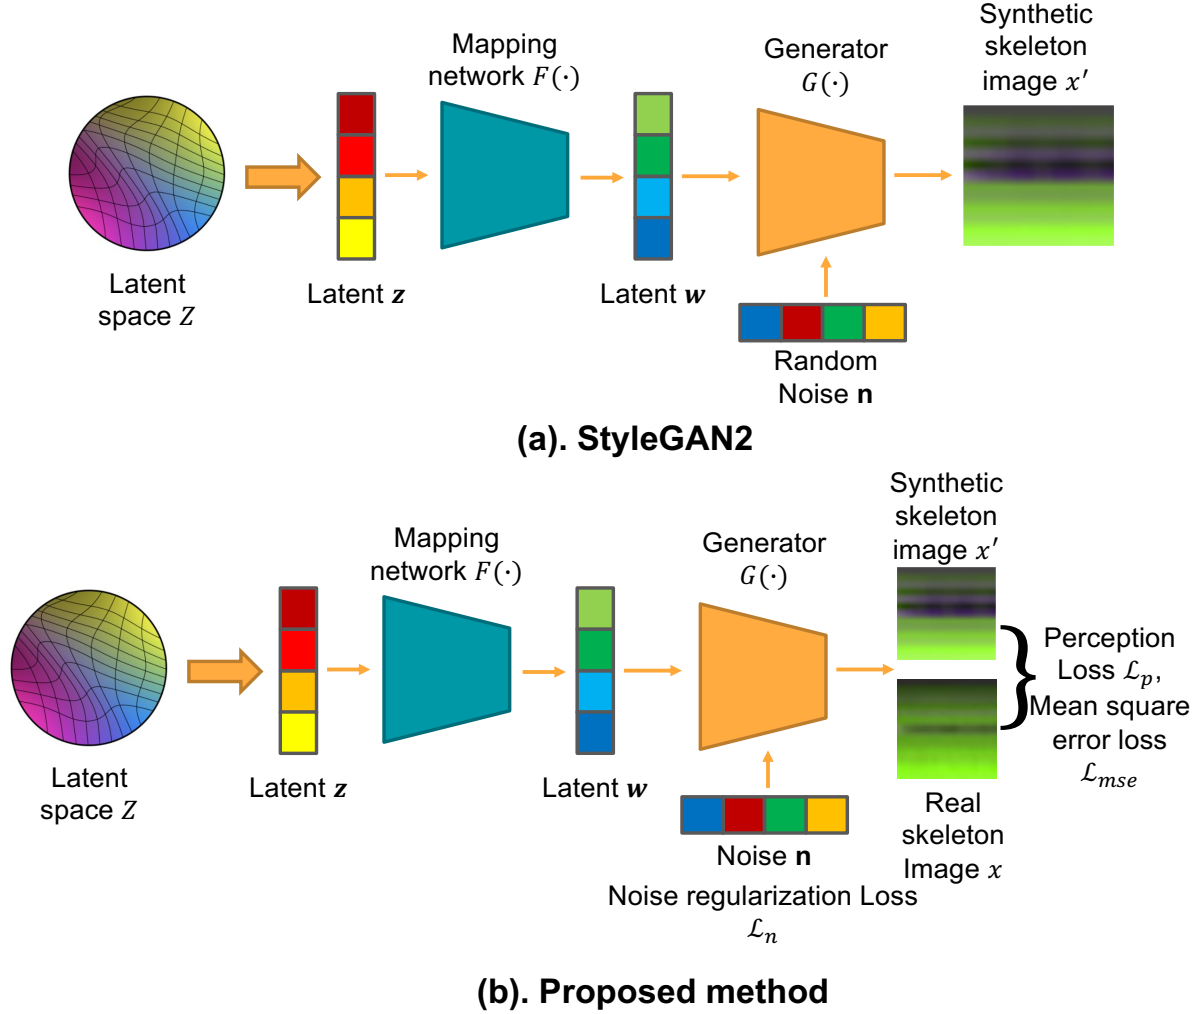 Mapping
network F(·)
Generator
G(·)
Synthetic
skeleton
image x′
Latent
space Z
Latent z
Latent w
Random
Noise n
(a). StyleGAN2
Mapping
network F(·)
Generator
G(·)
Synthetic
skeleton
image x′
Perception
Loss ℒp,
Mean square
error loss
ℒmse
Latent
space Z
Latent z
Latent w
Noise n
Noise regularization Loss
ℒn
Real
skeleton
Image x
(b). Proposed method